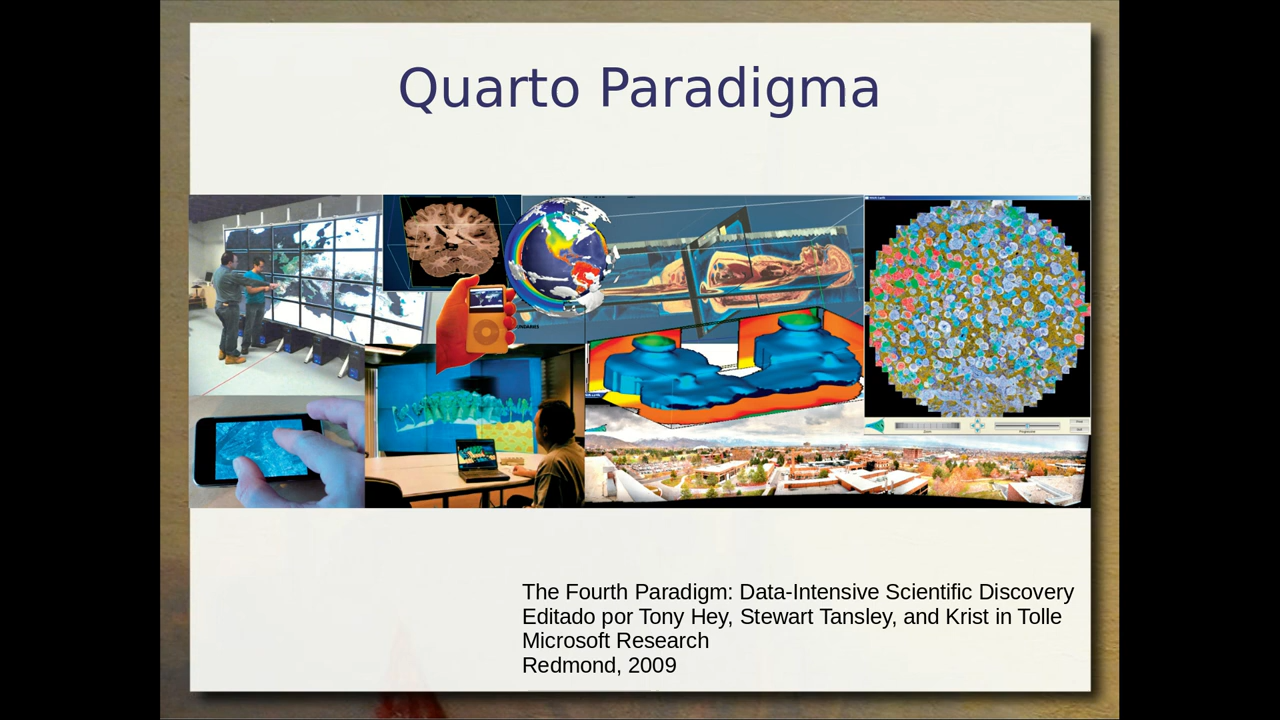 Quarto Paradigma
The Fourth Paradigm: Data-Intensive Scientific Discovery
Editado por Tony Hey, Stewart Tansley, and Krist in Tolle
Microsoft Research
Redmond, 2009